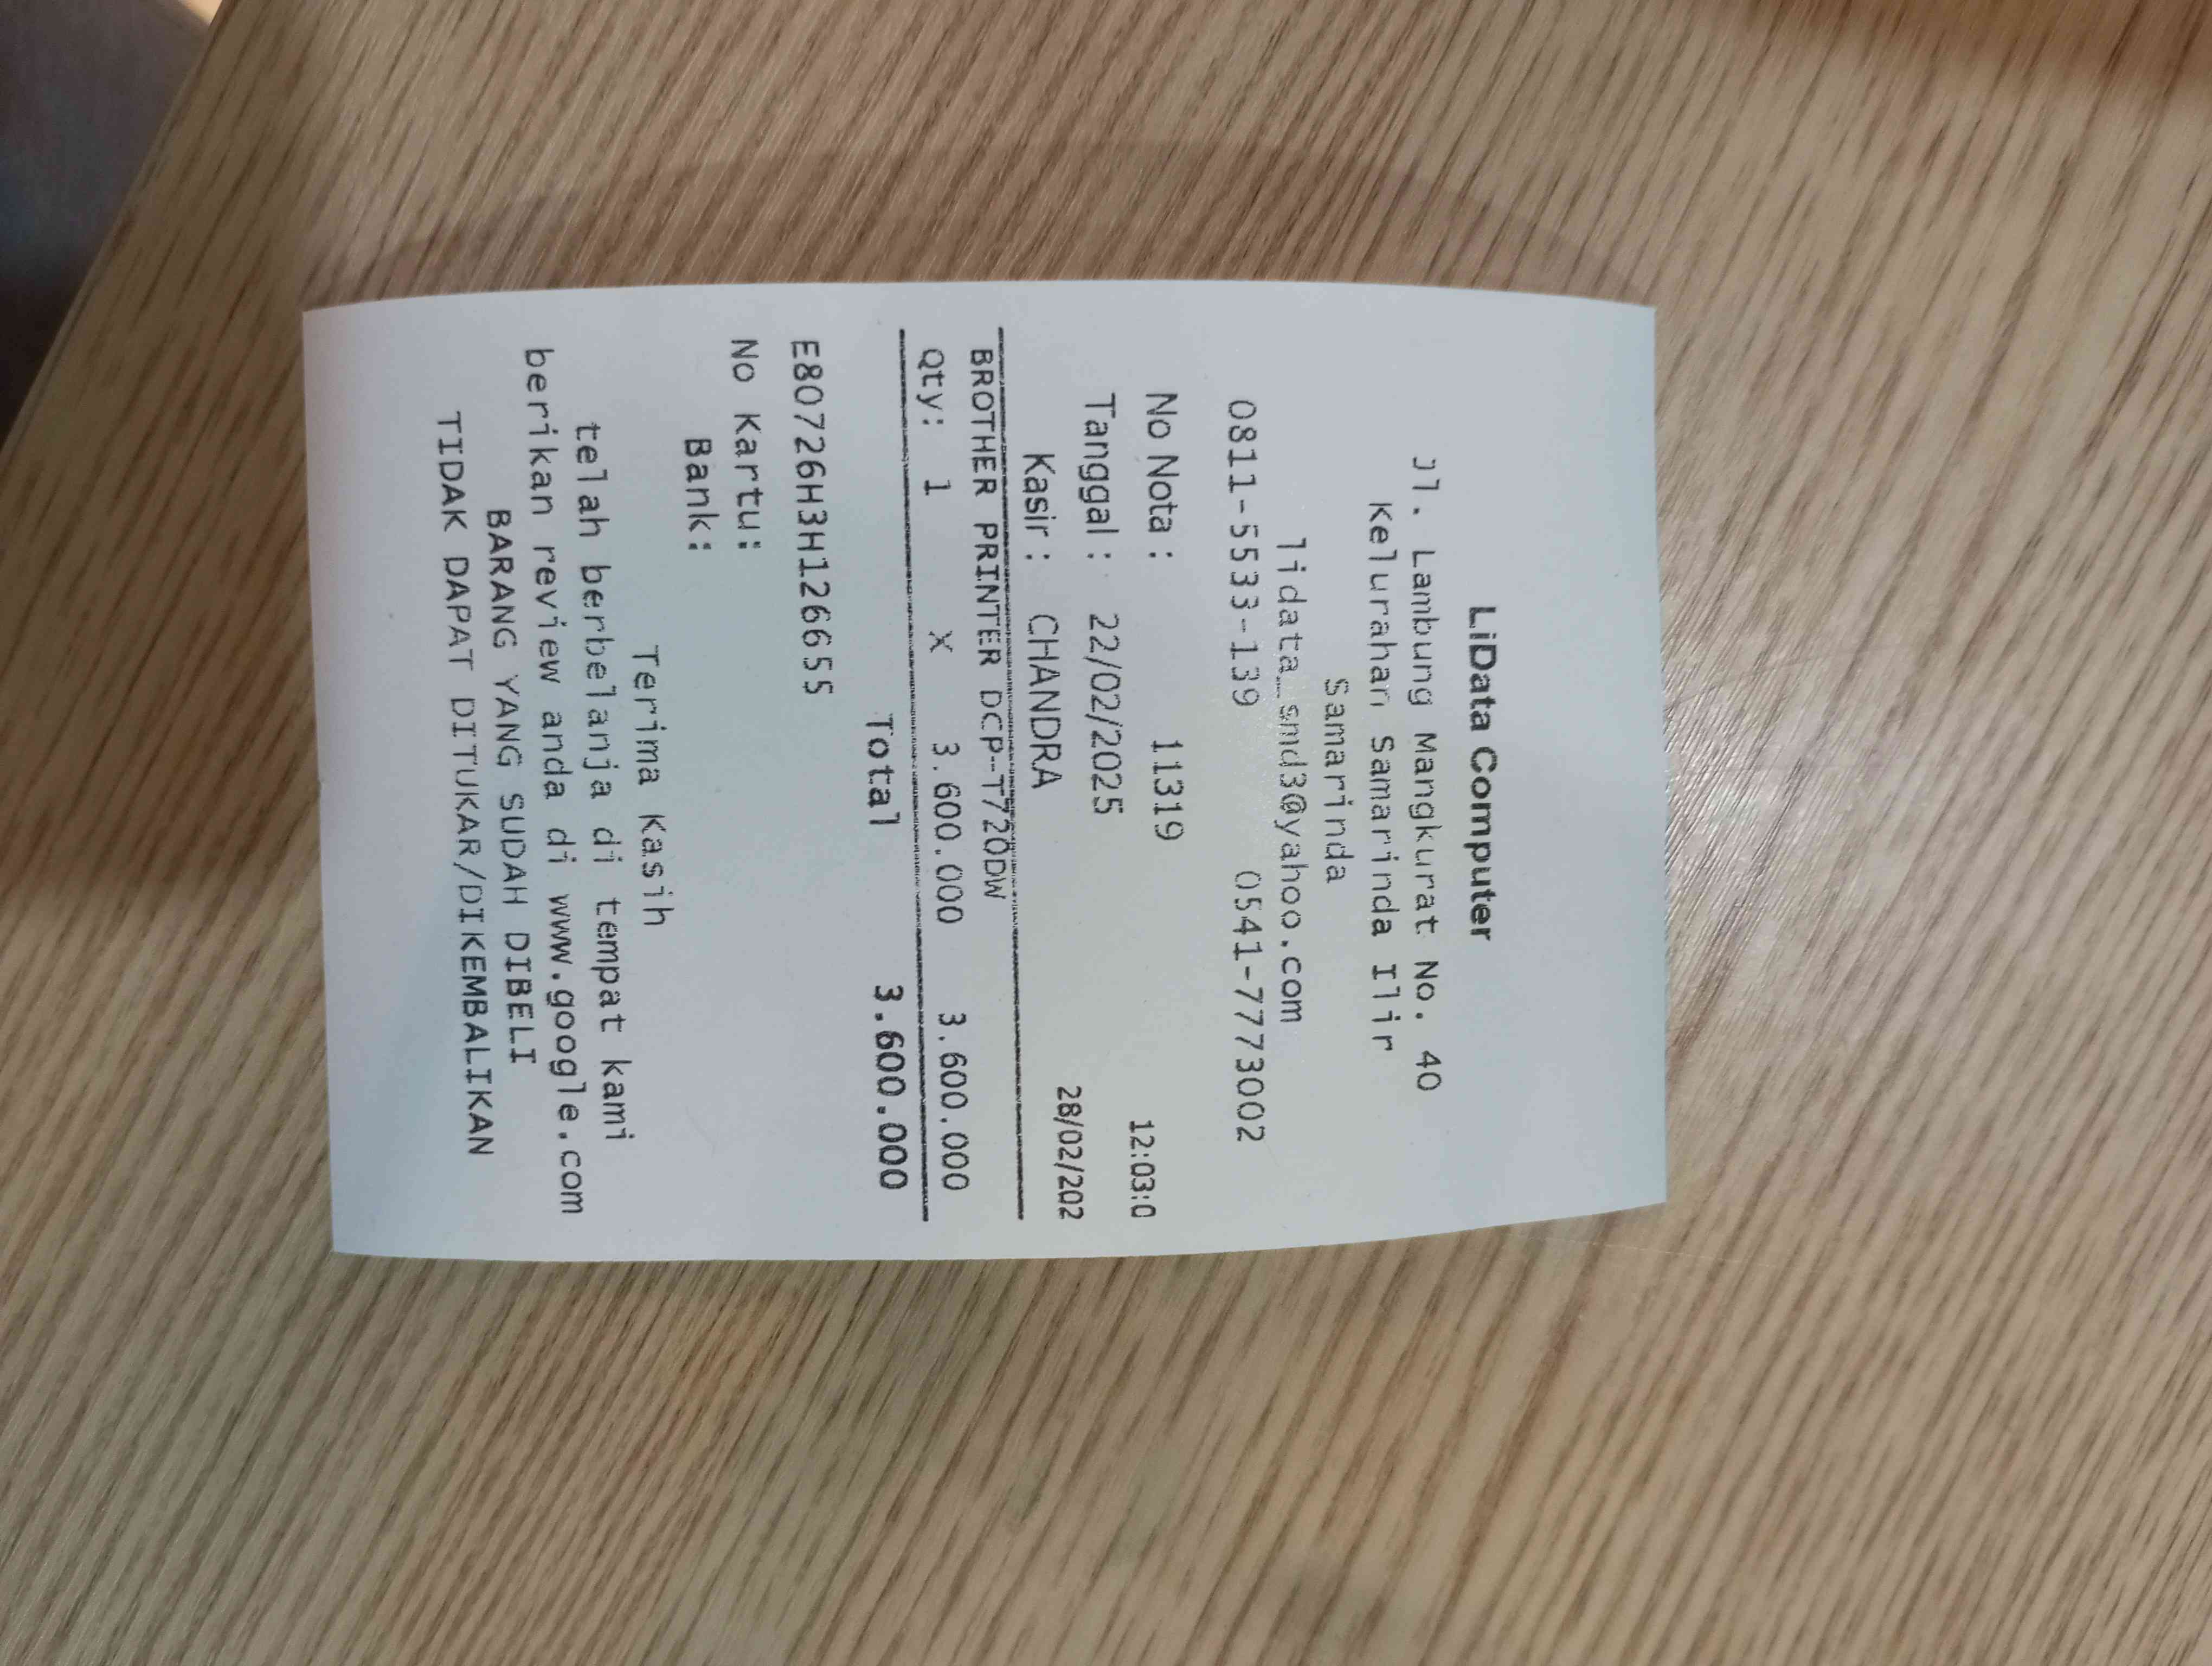 LiData Computer
Jl. Lambung Mangkurat No. 40
Kelurahan Samarinda Ilir
Samarinda
lidata_smd3@yahoo.com
0811-5533-139 0541-7773002
No Nota : 11319 12:03:0
Tanggal : 22/02/2025
Kasir : CHANDRA 28/02/202
BROTHER PRINTER DCP-T720DW
Qty: 1 X 3.600.000 3.600.000
Total 3.600.000
E80726H3H126655
No Kartu:
Bank:
Terima Kasih
telah berbelanja di tempat kami
berikan review anda di www.google.com
BARANG YANG SUDAH DIBELI
TIDAK DAPAT DITUKAR/DIKEMBALIKAN